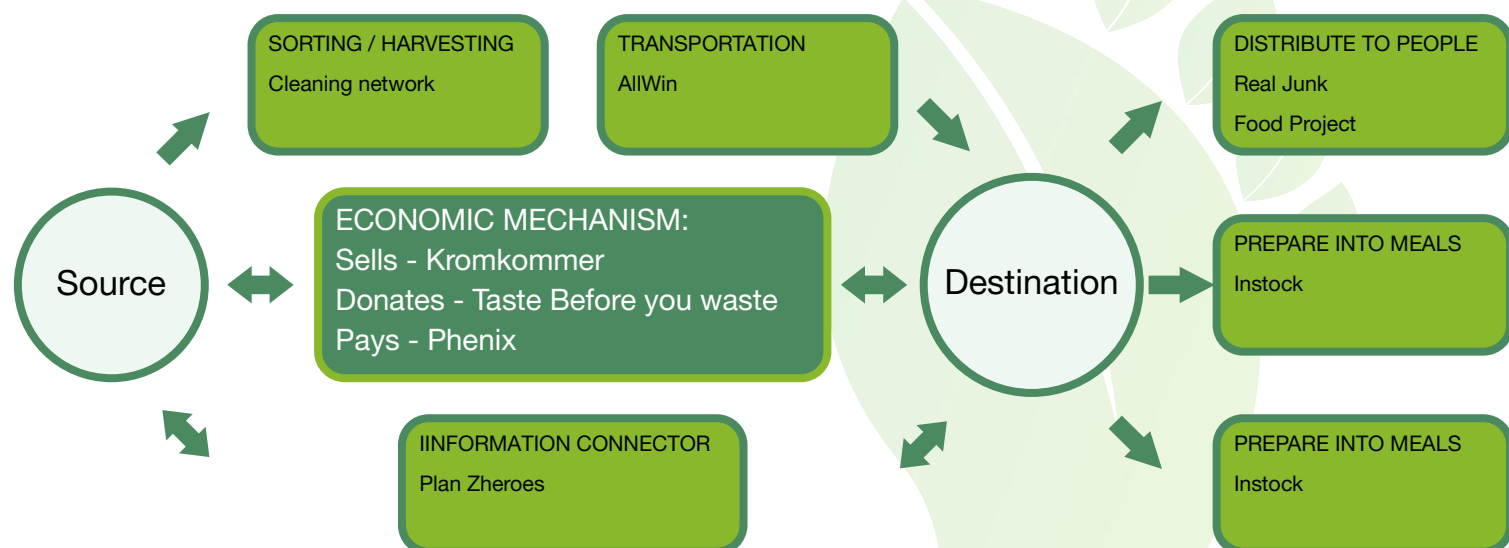 SORTING / HARVESTING
Cleaning network
TRANSPORTATION
AllWin
DISTRIBUTE TO PEOPLE
Real Junk
Food Project
Source
ECONOMIC MECHANISM:
Sells - Kromkommer
Donates - Taste Before you waste
Pays - Phenix
Destination
PREPARE INTO MEALS
Instock
IINFORMATION CONNECTOR
Plan Zheroes
PREPARE INTO MEALS
Instock